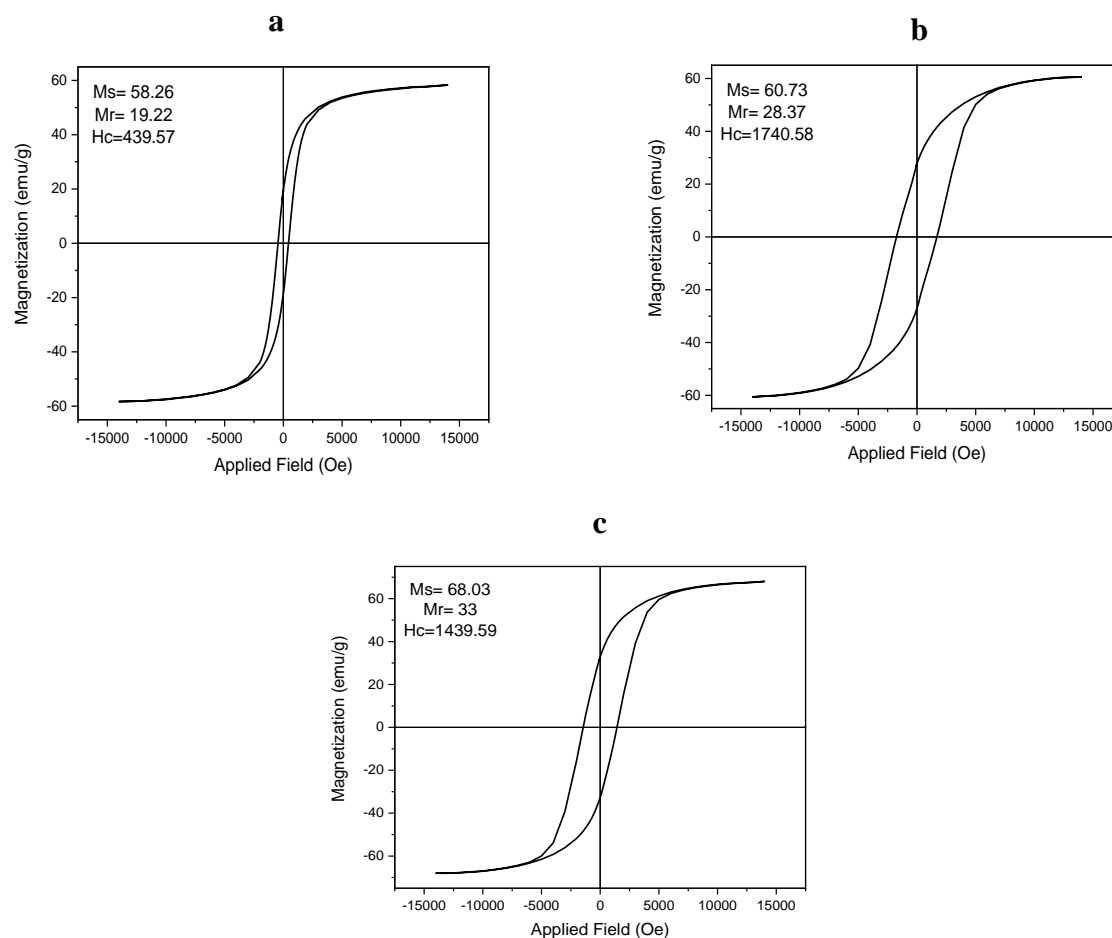 a
Ms= 58.26
Mr= 19.22
Hc=439.57
60
40
20
0
-20
-40
-60
-15000 -10000 -5000 0 5000 10000 15000
Magnetization (emu/g)
Applied Field (Oe)
b
Ms= 60.73
Mr= 28.37
Hc=1740.58
60
40
20
0
-20
-40
-60
-15000 -10000 -5000 0 5000 10000 15000
Magnetization (emu/g)
Applied Field (Oe)
c
Ms= 68.03
Mr= 33
Hc=1439.59
60
40
20
0
-20
-40
-60
-15000 -10000 -5000 0 5000 10000 15000
Magnetization (emu/g)
Applied Field (Oe)